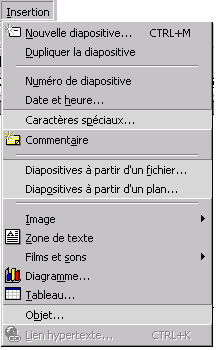 Insertion
Nouvelle diapositive... CTRL+M
Dupliquer la diapositive
Numéro de diapositive
Date et heure...
Caractères spéciaux...
Commentaire
Diapositives à partir d'un fichier...
Diapositives à partir d'un plan...
Image
Zone de texte
Films et sons
Diagramme...
Tableau...
Objet...
Lien hypertexte... CTRL+K